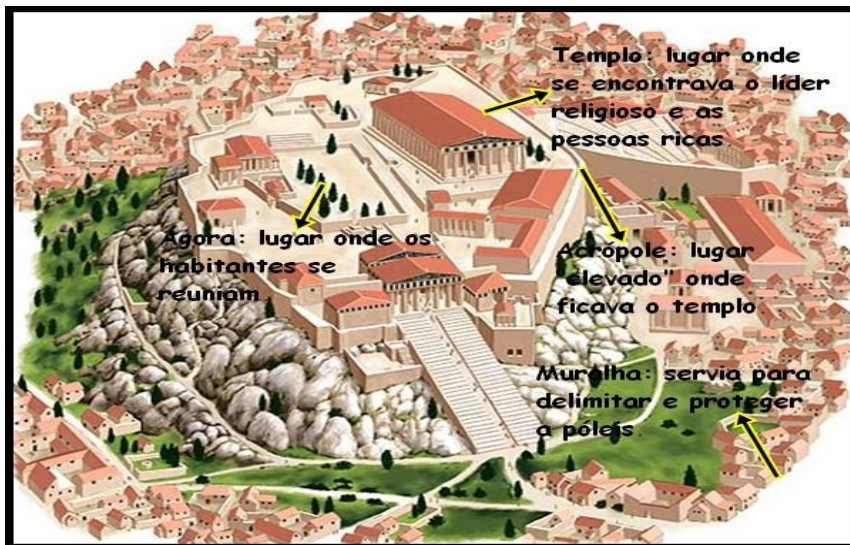 Templo: lugar onde
se encontrava o líder
religioso e as
pessoas ricas
Ágora: lugar onde os
habitantes se
reuniam
Acrópole: lugar
"elevado" onde
ficava o templo
Muralha: servia para
delimitar e proteger
a póleis.